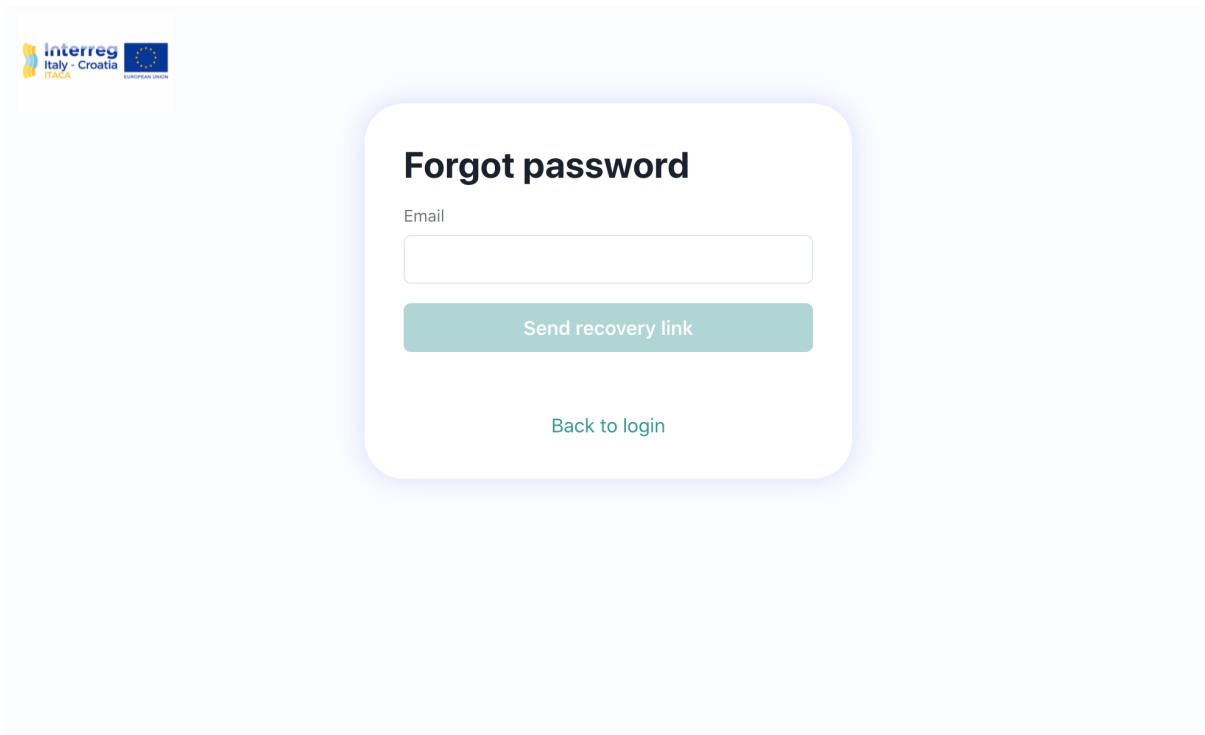 Interreg
Italy - Croatia
ITACA
EUROPEAN UNION
Forgot password
Email
Send recovery link
Back to login